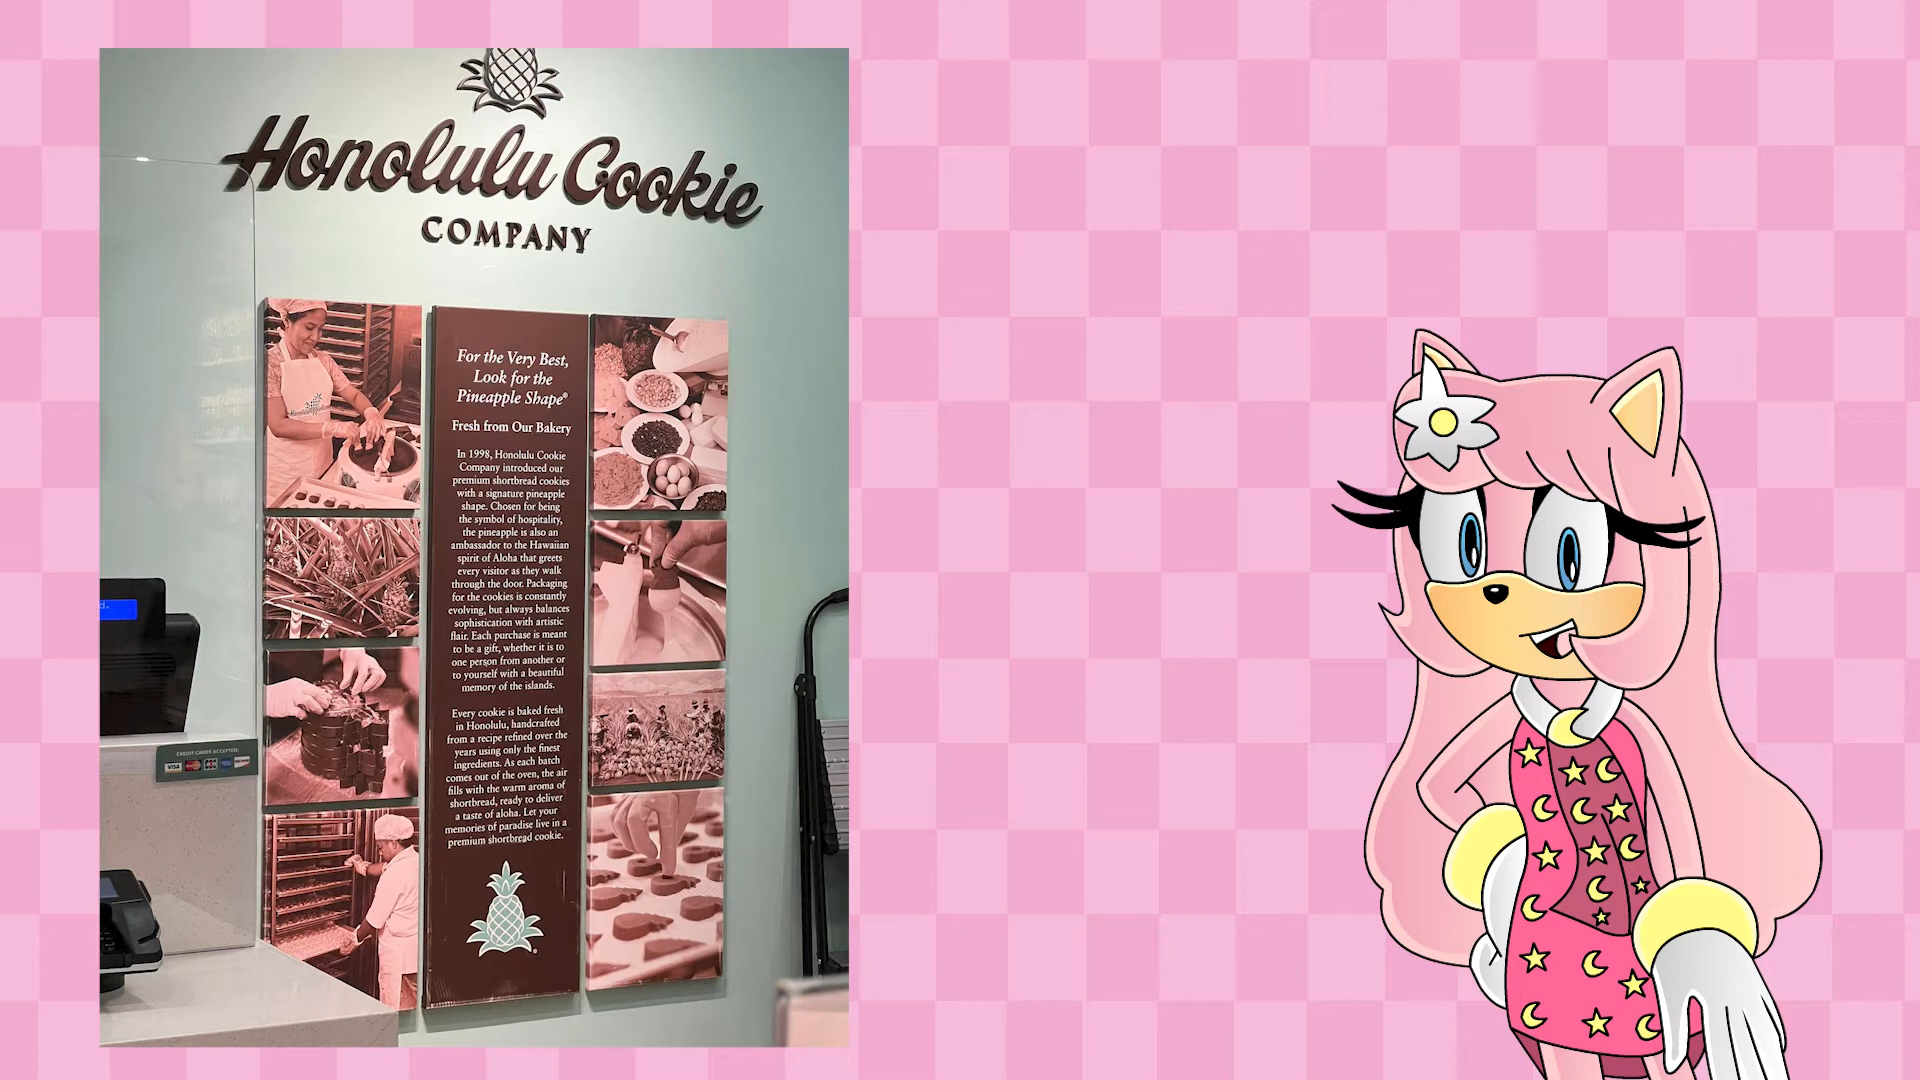 Honolulu Cookie
COMPANY
For the Very Best,
Look for the
Pineapple Shape®
Fresh from Our Bakery
In 1998, Honolulu Cookie
Company introduced our
premium shortbread cookies
with a signature pineapple
shape. Chosen for being
the symbol of hospitality,
the pineapple is also an
ambassador to the Hawaiian
spirit of Aloha that greets
every visitor as they walk
through the door. Packaging
for the cookies is constantly
evolving, but always balances
sophistication with artistic
flair. Each purchase is meant
to be a gift, whether it is to
one person from another or
to yourself with a beautiful
memory of the islands.
Every cookie is baked fresh
in Honolulu, handcrafted
from a recipe refined over the
years using only the finest
ingredients. As each batch
comes out of the oven, the air
fills with the warm aroma of
shortbread, ready to deliver
a taste of aloha. Let your
memories of paradise live in a
premium shortbread cookie.
CREDIT CARDS ACCEPTED:
VISA